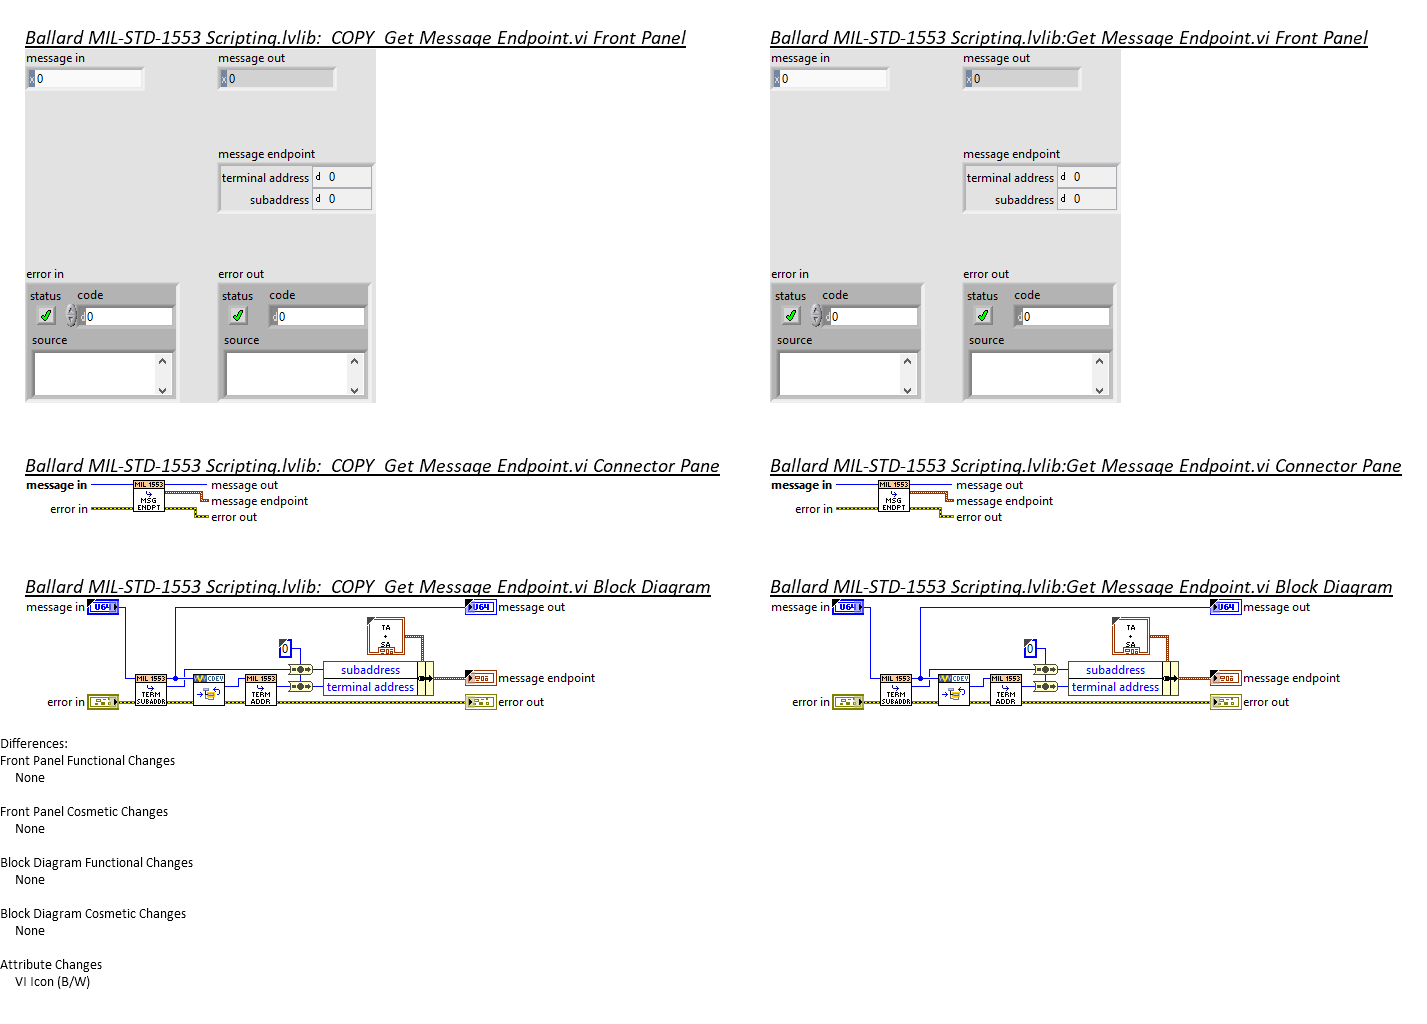 Ballard MIL-STD-1553 Scripting.lvlib:_COPY_Get Message Endpoint.vi Front Panel
message in
message out
x 0
x 0
message endpoint
terminal address d 0
subaddress d 0
error in
error out
status code
status code
d 0
d 0
source
source
Ballard MIL-STD-1553 Scripting.lvlib:Get Message Endpoint.vi Front Panel
message in
message out
x 0
x 0
message endpoint
terminal address d 0
subaddress d 0
error in
error out
status code
status code
d 0
d 0
source
source
Ballard MIL-STD-1553 Scripting.lvlib:_COPY_Get Message Endpoint.vi Connector Pane
message in
MIL 1553
MSG
ENDPT
message out
message endpoint
error in
error out
Ballard MIL-STD-1553 Scripting.lvlib:Get Message Endpoint.vi Connector Pane
message in
MIL 1553
MSG
ENDPT
message out
message endpoint
error in
error out
Ballard MIL-STD-1553 Scripting.lvlib:_COPY_Get Message Endpoint.vi Block Diagram
message in U64
U64 message out
TA
+
SA
0
subaddress
terminal address
MIL 1553
TERM
SUBADDR
CDEV
MIL 1553
TERM
ADDR
message endpoint
error in
error out
Ballard MIL-STD-1553 Scripting.lvlib:Get Message Endpoint.vi Block Diagram
message in U64
U64 message out
TA
+
SA
0
subaddress
terminal address
MIL 1553
TERM
SUBADDR
CDEV
MIL 1553
TERM
ADDR
message endpoint
error in
error out
Differences:
Front Panel Functional Changes
None
Front Panel Cosmetic Changes
None
Block Diagram Functional Changes
None
Block Diagram Cosmetic Changes
None
Attribute Changes
VI Icon (B/W)